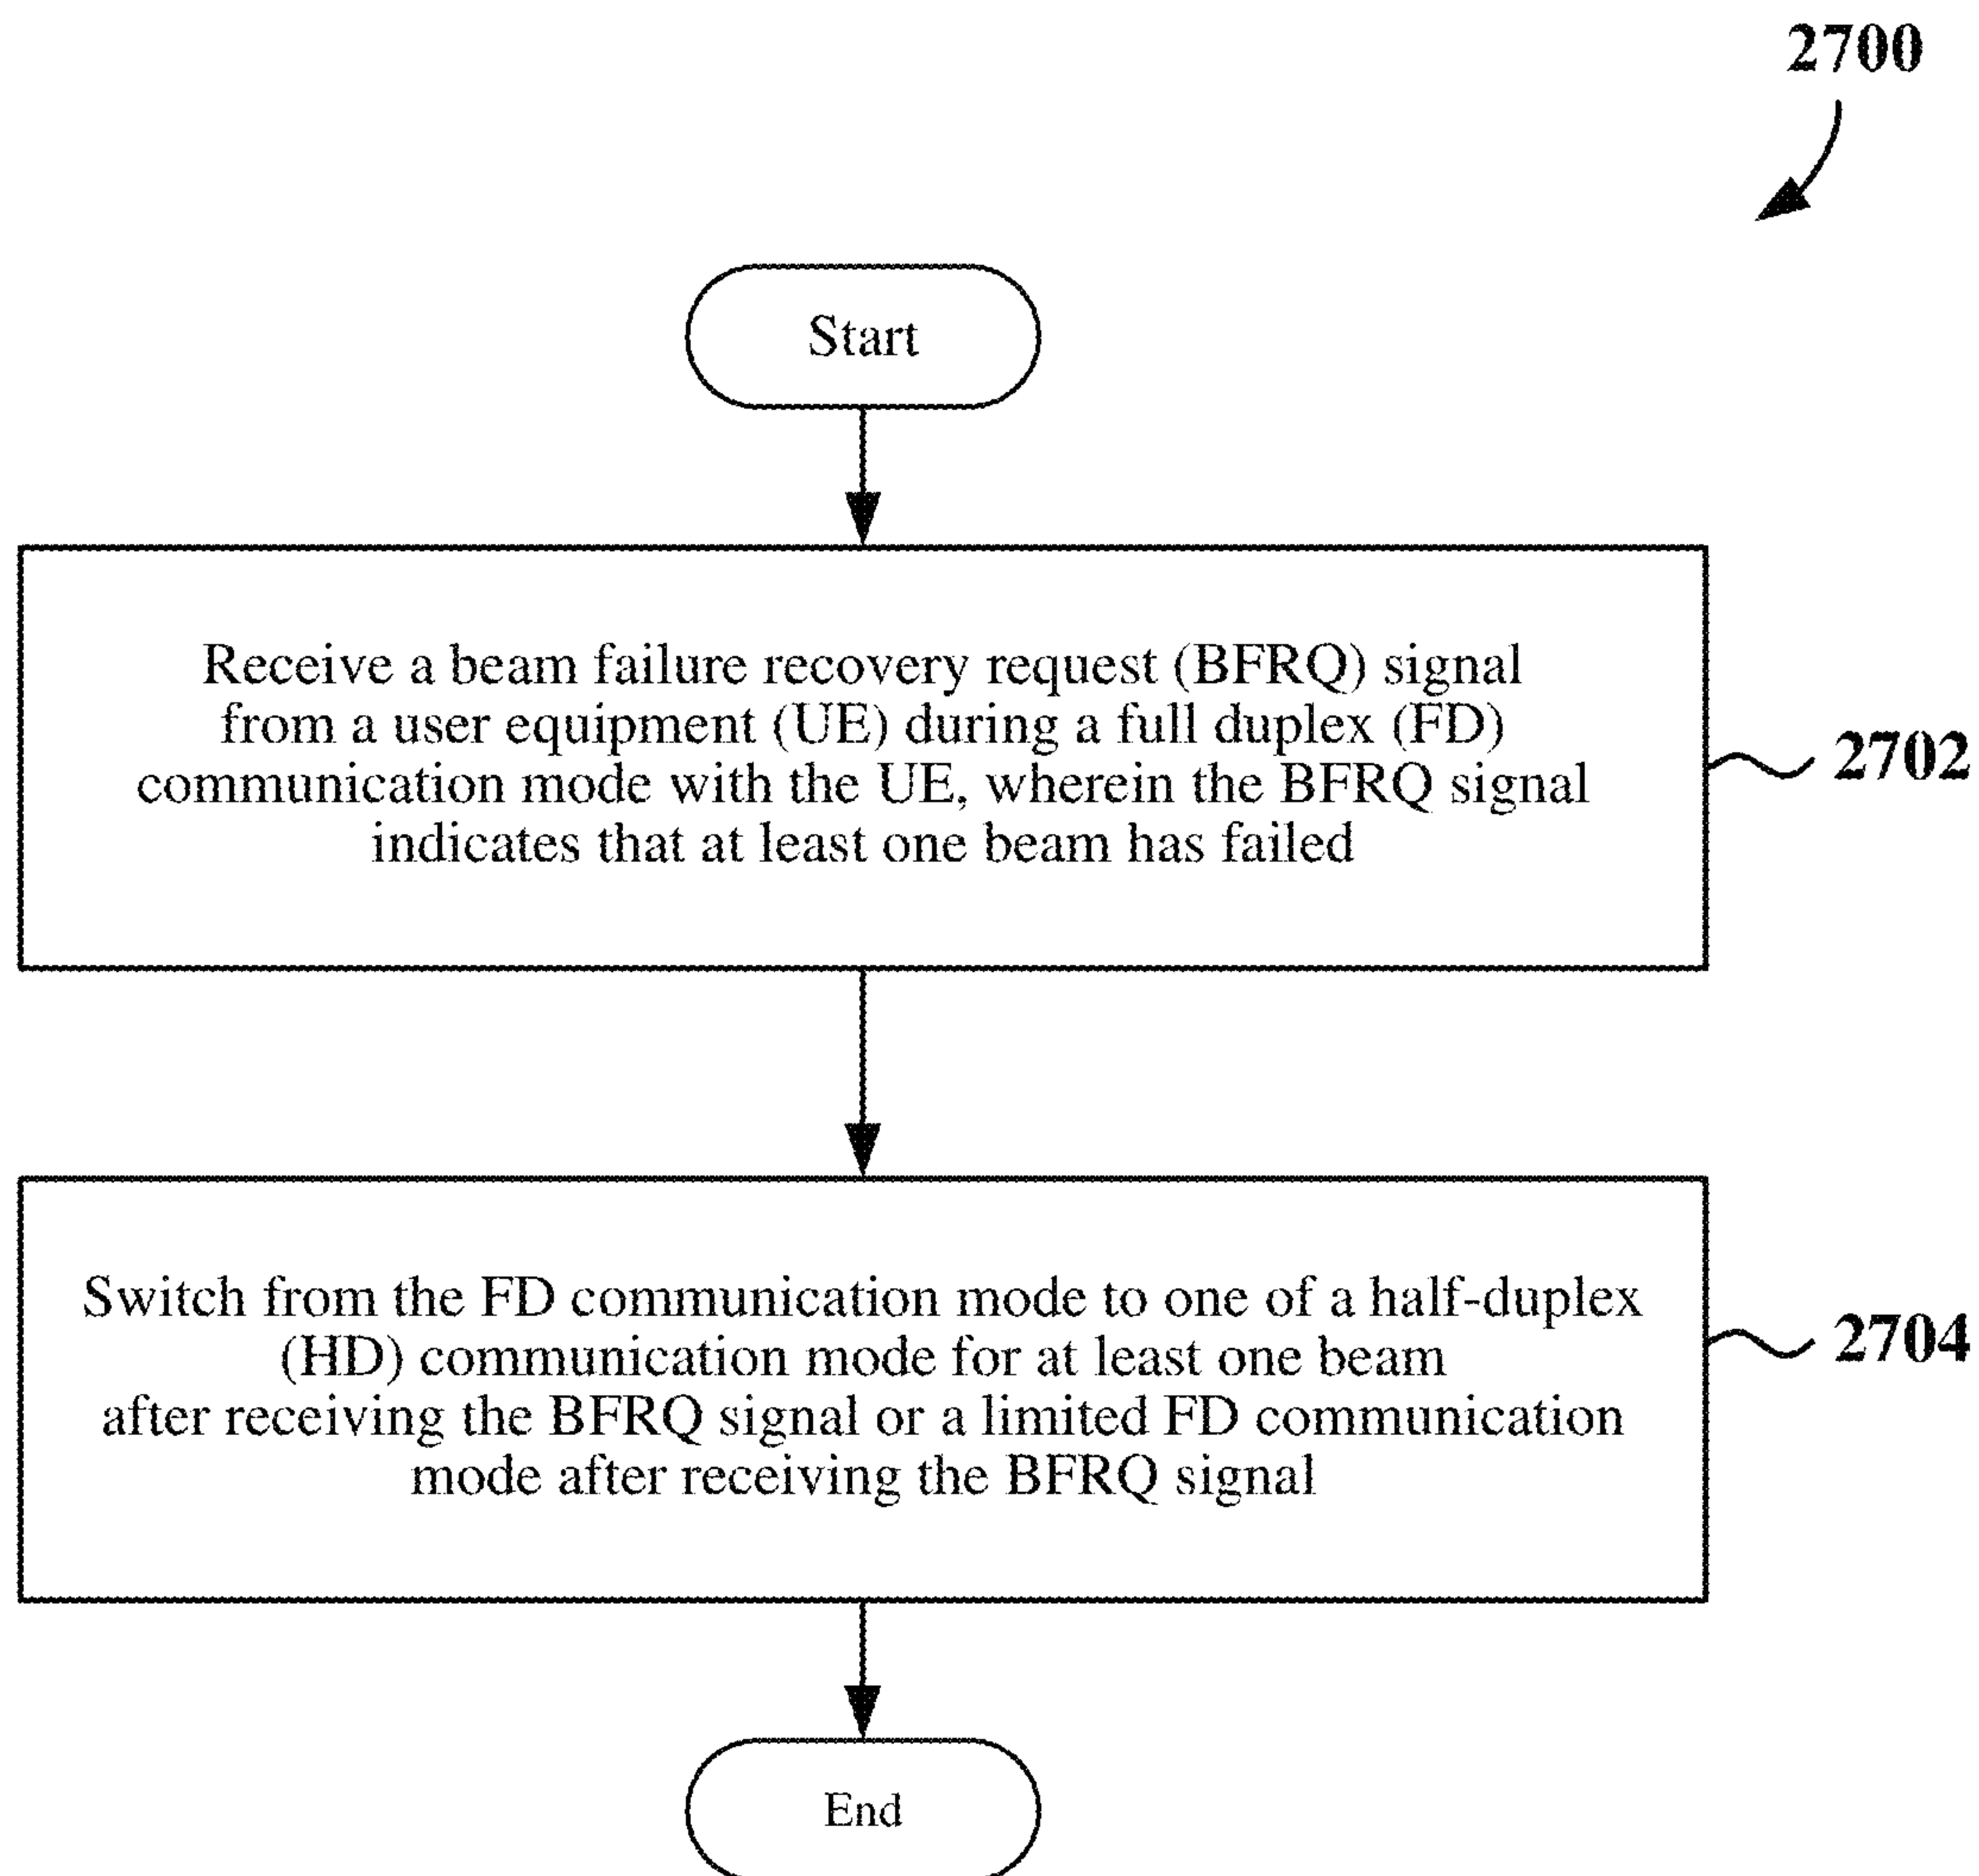 2700
Start
Receive a beam failure recovery request (BFRQ) signal
from a user equipment (UE) during a full duplex (FD)
communication mode with the UE, wherein the BFRQ signal
indicates that at least one beam has failed
2702
Switch from the FD communication mode to one of a half-duplex
(HD) communication mode for at least one beam
after receiving the BFRQ signal or a limited FD communication
mode after receiving the BFRQ signal
2704
End